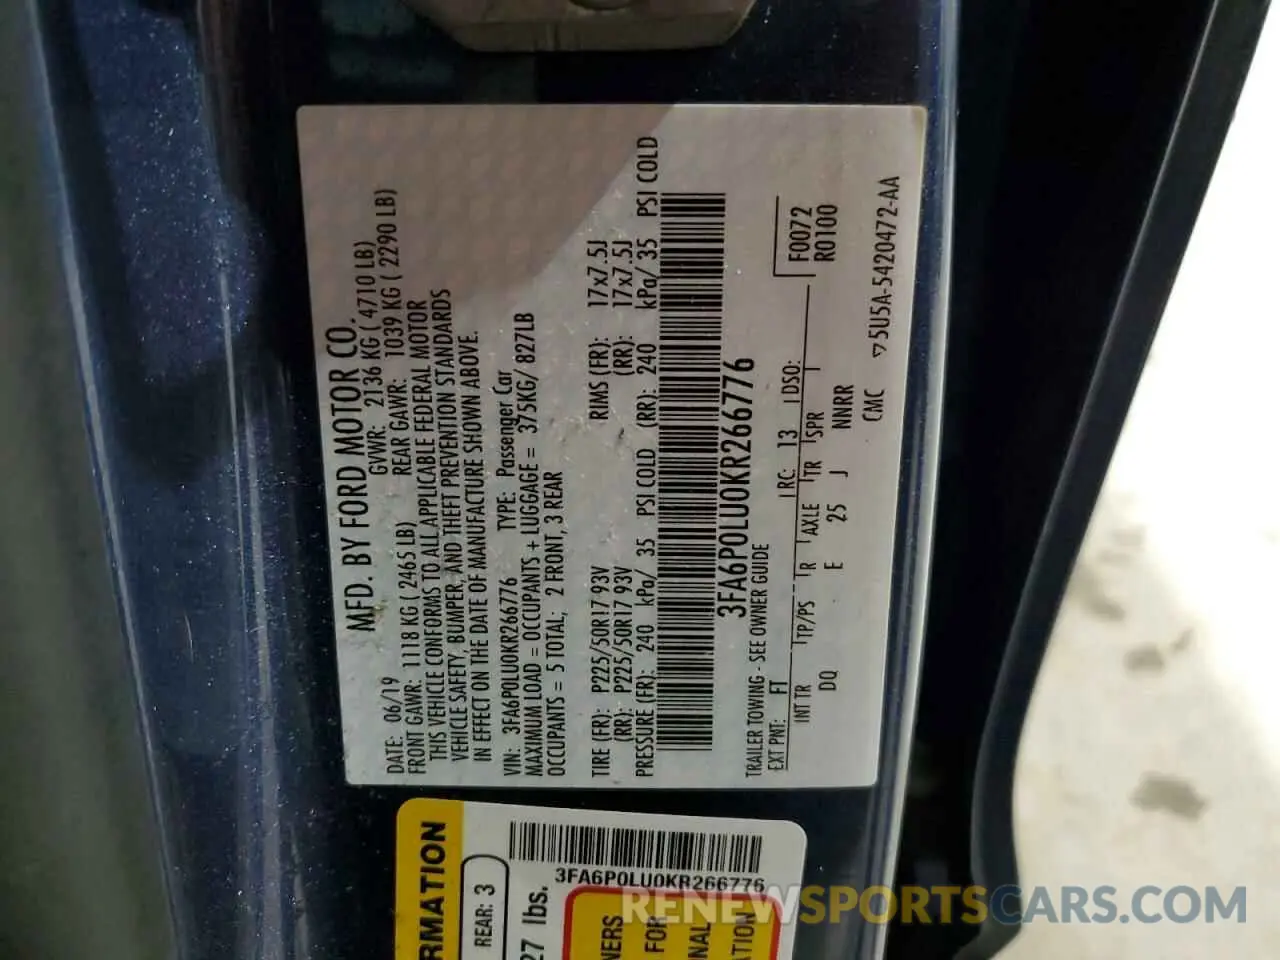 MFD. BY FORD MOTOR CO.
DATE: 06/19 GVWR: 2136 KG ( 4710 LB)
FRONT GAWR: 1118 KG ( 2465 LB) REAR GAWR: 1039 KG ( 2290 LB)
THIS VEHICLE CONFORMS TO ALL APPLICABLE FEDERAL MOTOR
VEHICLE SAFETY, BUMPER, AND THEFT PREVENTION STANDARDS
IN EFFECT ON THE DATE OF MANUFACTURE SHOWN ABOVE.
VIN: 3FA6P0LU0KR266776 TYPE: Passenger Car
MAXIMUM LOAD = OCCUPANTS + LUGGAGE = 375KG/ 827LB
OCCUPANTS = 5 TOTAL; 2 FRONT, 3 REAR
TIRE (FR): P225/50R17 93V RIMS (FR): 17x7.5J
(RR): P225/50R17 93V (RR): 17x7.5J
PRESSURE (FR): 240 kPa/ 35 PSI COLD (RR): 240 kPa/ 35 PSI COLD
3FA6P0LU0KR266776
TRAILER TOWING - SEE OWNER GUIDE
EXT PNT: FT RC: 13 DSO: F0072
R0100
INT TR TP/PS R AXLE TR SPR
DQ E 25 J NNRR
CMC ▽5U5A-5420472-AA
RMATION
REAR: 3
27 lbs.
3FA6P0LU0KR266776
NERS
FOR
NAL
ATION
RENEWSPORTSCARS.COM